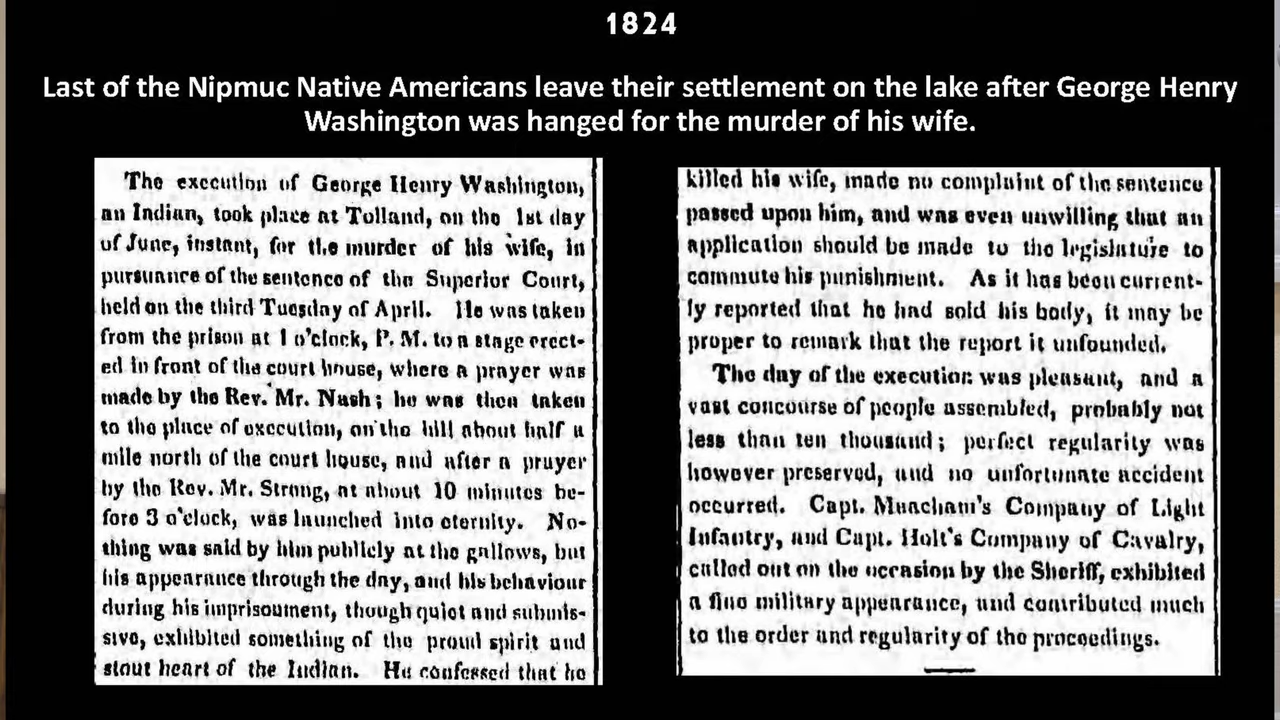 1824
Last of the Nipmuc Native Americans leave their settlement on the lake after George Henry
Washington was hanged for the murder of his wife.
The execution of George Henry Washington,
an Indian, took place at Tolland, on the 1st day
of June, instant, for the murder of his wife, in
pursuance of the sentence of the Superior Court,
held on the third Tuesday of April. He was taken
from the prison at 1 o'clock, P. M. to a stage erect-
ed in front of the court house, where a prayer was
made by the Rev. Mr. Nash; he was then taken
to the place of execution, on the hill about half a
mile north of the court house, and after a prayer
by the Rev. Mr. Strong, at about 10 minutes be-
fore 3 o'clock, was launched into eternity. No-
thing was said by him publicly at the gallows, but
his appearance through the day, and his behaviour
during his imprisonment, though quiet and submis-
sive, exhibited something of the proud spirit and
stout heart of the Indian. He confessed that he
killed his wife, made no complaint of the sentence
passed upon him, and was even unwilling that an
application should be made to the legislature to
commute his punishment. As it has been current-
ly reported that he had sold his body, it may be
proper to remark that the report it unfounded.
The day of the execution was pleasant, and a
vast concourse of people assembled, probably not
less than ten thousand; perfect regularity was
however preserved, and no unfortunate accident
occurred. Capt. Meacham's Company of Light
Infantry, and Capt. Holt's Company of Cavalry,
called out on the occasion by the Sheriff, exhibited
a fine military appearance, and contributed much
to the order and regularity of the proceedings.